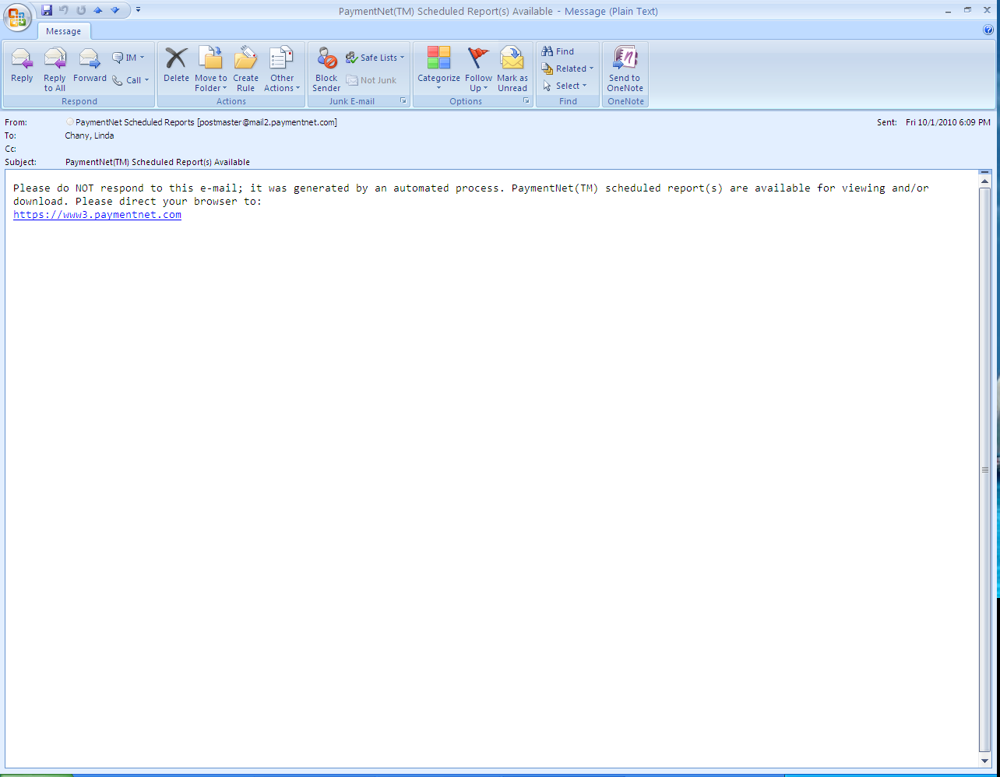 PaymentNet(TM) Scheduled Report(s) Available - Message (Plain Text)
Message
Reply
Reply to All
Forward
IM
Call
Respond
Delete
Move to Folder
Create Rule
Other Actions
Actions
Block Sender
Safe Lists
Not Junk
Junk E-mail
Categorize
Follow Up
Mark as Unread
Options
Find
Related
Select
Find
Send to OneNote
OneNote
From: PaymentNet Scheduled Reports [postmaster@mail2.paymentnet.com] Sent: Fri 10/1/2010 6:09 PM
To: Chany, Linda
Cc:
Subject: PaymentNet(TM) Scheduled Report(s) Available
Please do NOT respond to this e-mail; it was generated by an automated process. PaymentNet(TM) scheduled report(s) are available for viewing and/or
download. Please direct your browser to:
https://www3.paymentnet.com